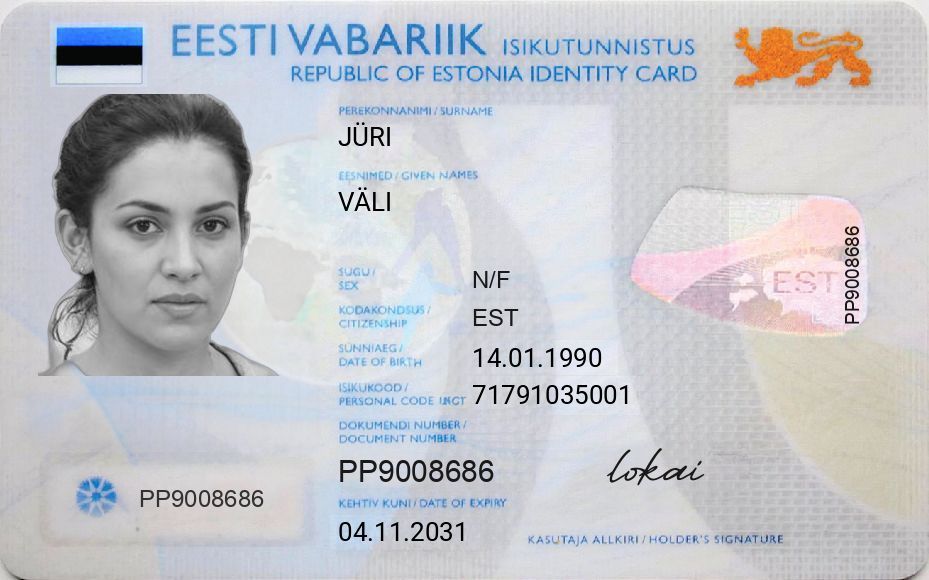 EESTI VABARIIK ISIKUTUNNISTUS
REPUBLIC OF ESTONIA IDENTITY CARD
PEREKONNANIMI / SURNAME
JÜRI
EESNIMED / GIVEN NAMES
VÄLI
SUGU / SEX
N/F
KODAKONDSUS / CITIZENSHIP
EST
SÜNNIAEG / DATE OF BIRTH
14.01.1990
ISIKUKOOD / PERSONAL CODE
71791035001
DOKUMENDI NUMBER / DOCUMENT NUMBER
PP9008686
KEHTIV KUNI / DATE OF EXPIRY
04.11.2031
PP9008686
EST
PP9008686
lokai
KASUTAJA ALLKIRI / HOLDER'S SIGNATURE